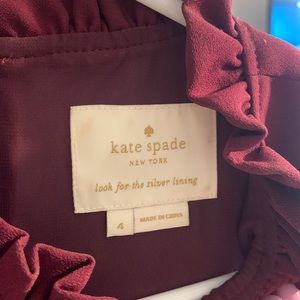 kate spade
NEW YORK
look for the silver lining
4
MADE IN CHINA